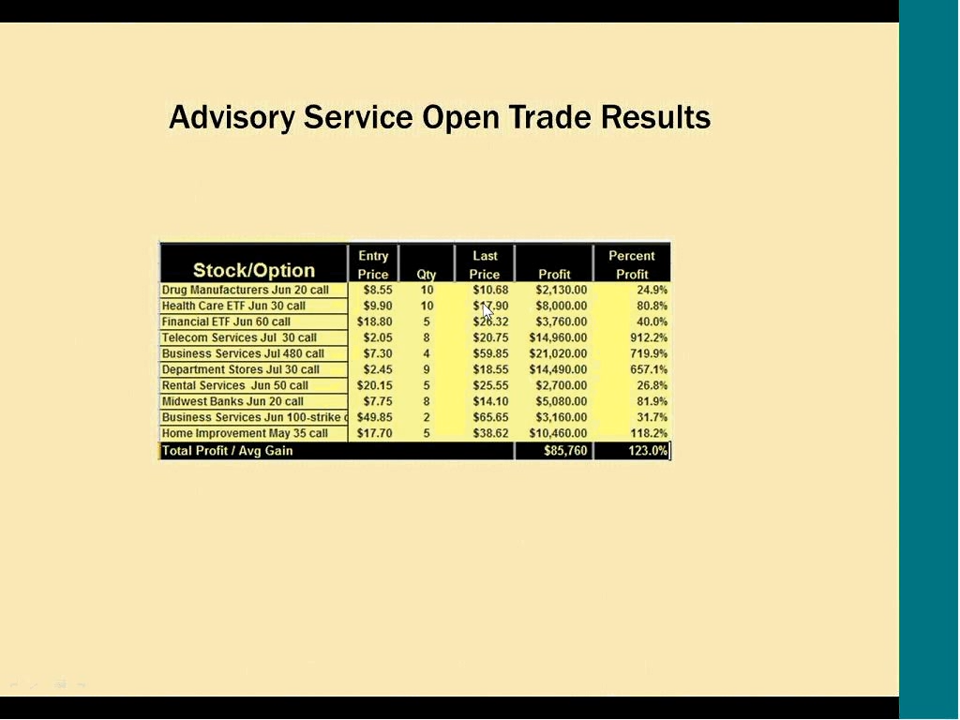 Advisory Service Open Trade Results
Stock/Option Entry Price Qty Last Price Profit Percent Profit
Drug Manufacturers Jun 20 call $8.55 10 $10.68 $2,130.00 24.9%
Health Care ETF Jun 30 call $9.90 10 $17.90 $8,000.00 80.8%
Financial ETF Jun 60 call $18.80 5 $26.32 $3,760.00 40.0%
Telecom Services Jul 30 call $2.05 8 $20.75 $14,960.00 912.2%
Business Services Jul 480 call $7.30 4 $59.85 $21,020.00 719.9%
Department Stores Jul 30 call $2.45 9 $18.55 $14,490.00 657.1%
Rental Services Jun 50 call $20.15 5 $25.55 $2,700.00 26.8%
Midwest Banks Jun 20 call $7.75 8 $14.10 $5,080.00 81.9%
Business Services Jun 100-strike $49.85 2 $65.65 $3,160.00 31.7%
Home Improvement May 35 call $17.70 5 $38.62 $10,460.00 118.2%
Total Profit / Avg Gain $85,760 123.0%